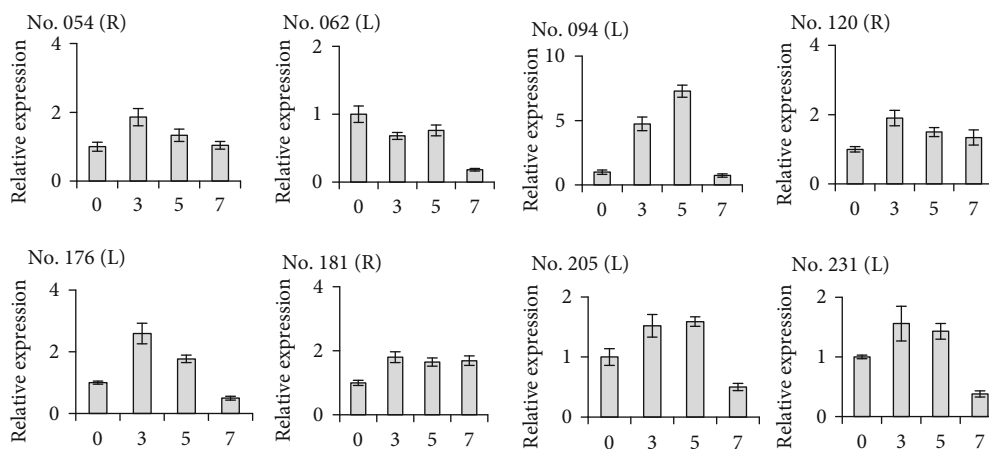 No. 054 (R)
Relative expression
4
2
0
0 3 5 7
No. 062 (L)
Relative expression
2
1
0
0 3 5 7
No. 094 (L)
Relative expression
10
5
0
0 3 5 7
No. 120 (R)
Relative expression
4
2
0
0 3 5 7
No. 176 (L)
Relative expression
4
2
0
0 3 5 7
No. 181 (R)
Relative expression
4
2
0
0 3 5 7
No. 205 (L)
Relative expression
2
1
0
0 3 5 7
No. 231 (L)
Relative expression
2
1
0
0 3 5 7